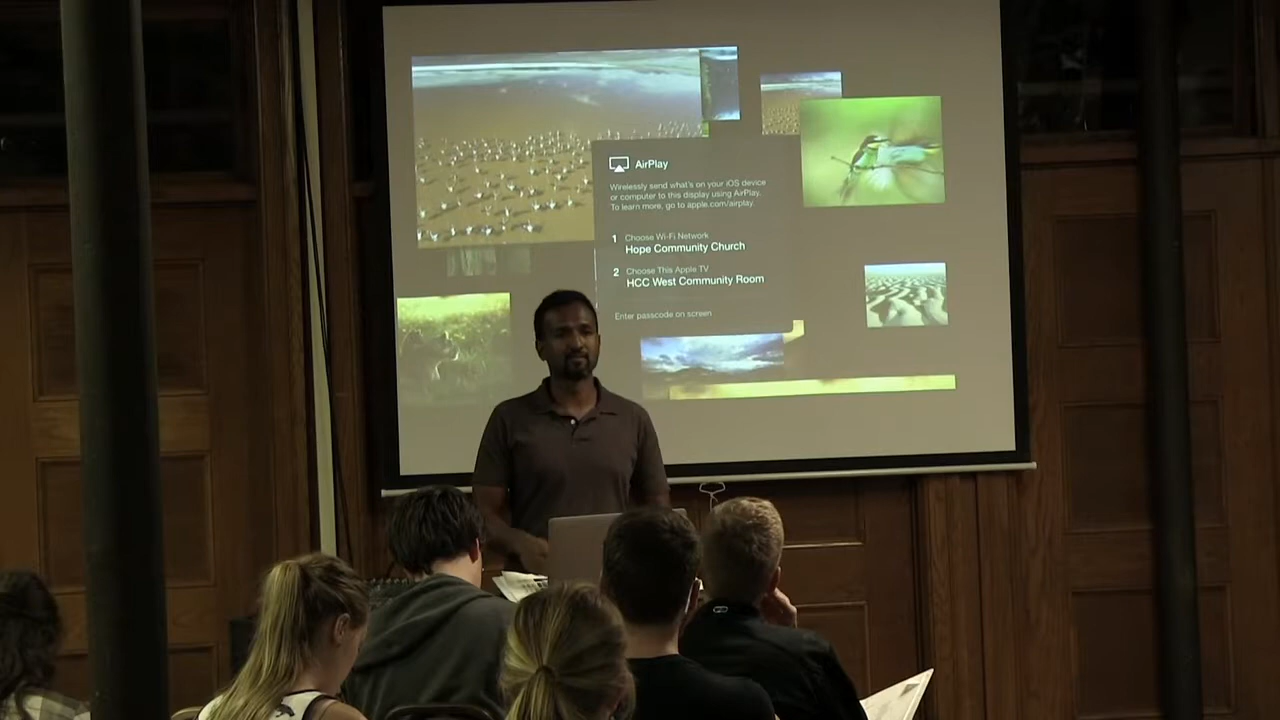 AirPlay
Wirelessly send what's on your iOS device
or computer to this display using AirPlay.
To learn more, go to apple.com/airplay
1 Choose Wi-Fi Network
Hope Community Church
2 Choose This Apple TV
HCC West Community Room
Enter passcode on screen